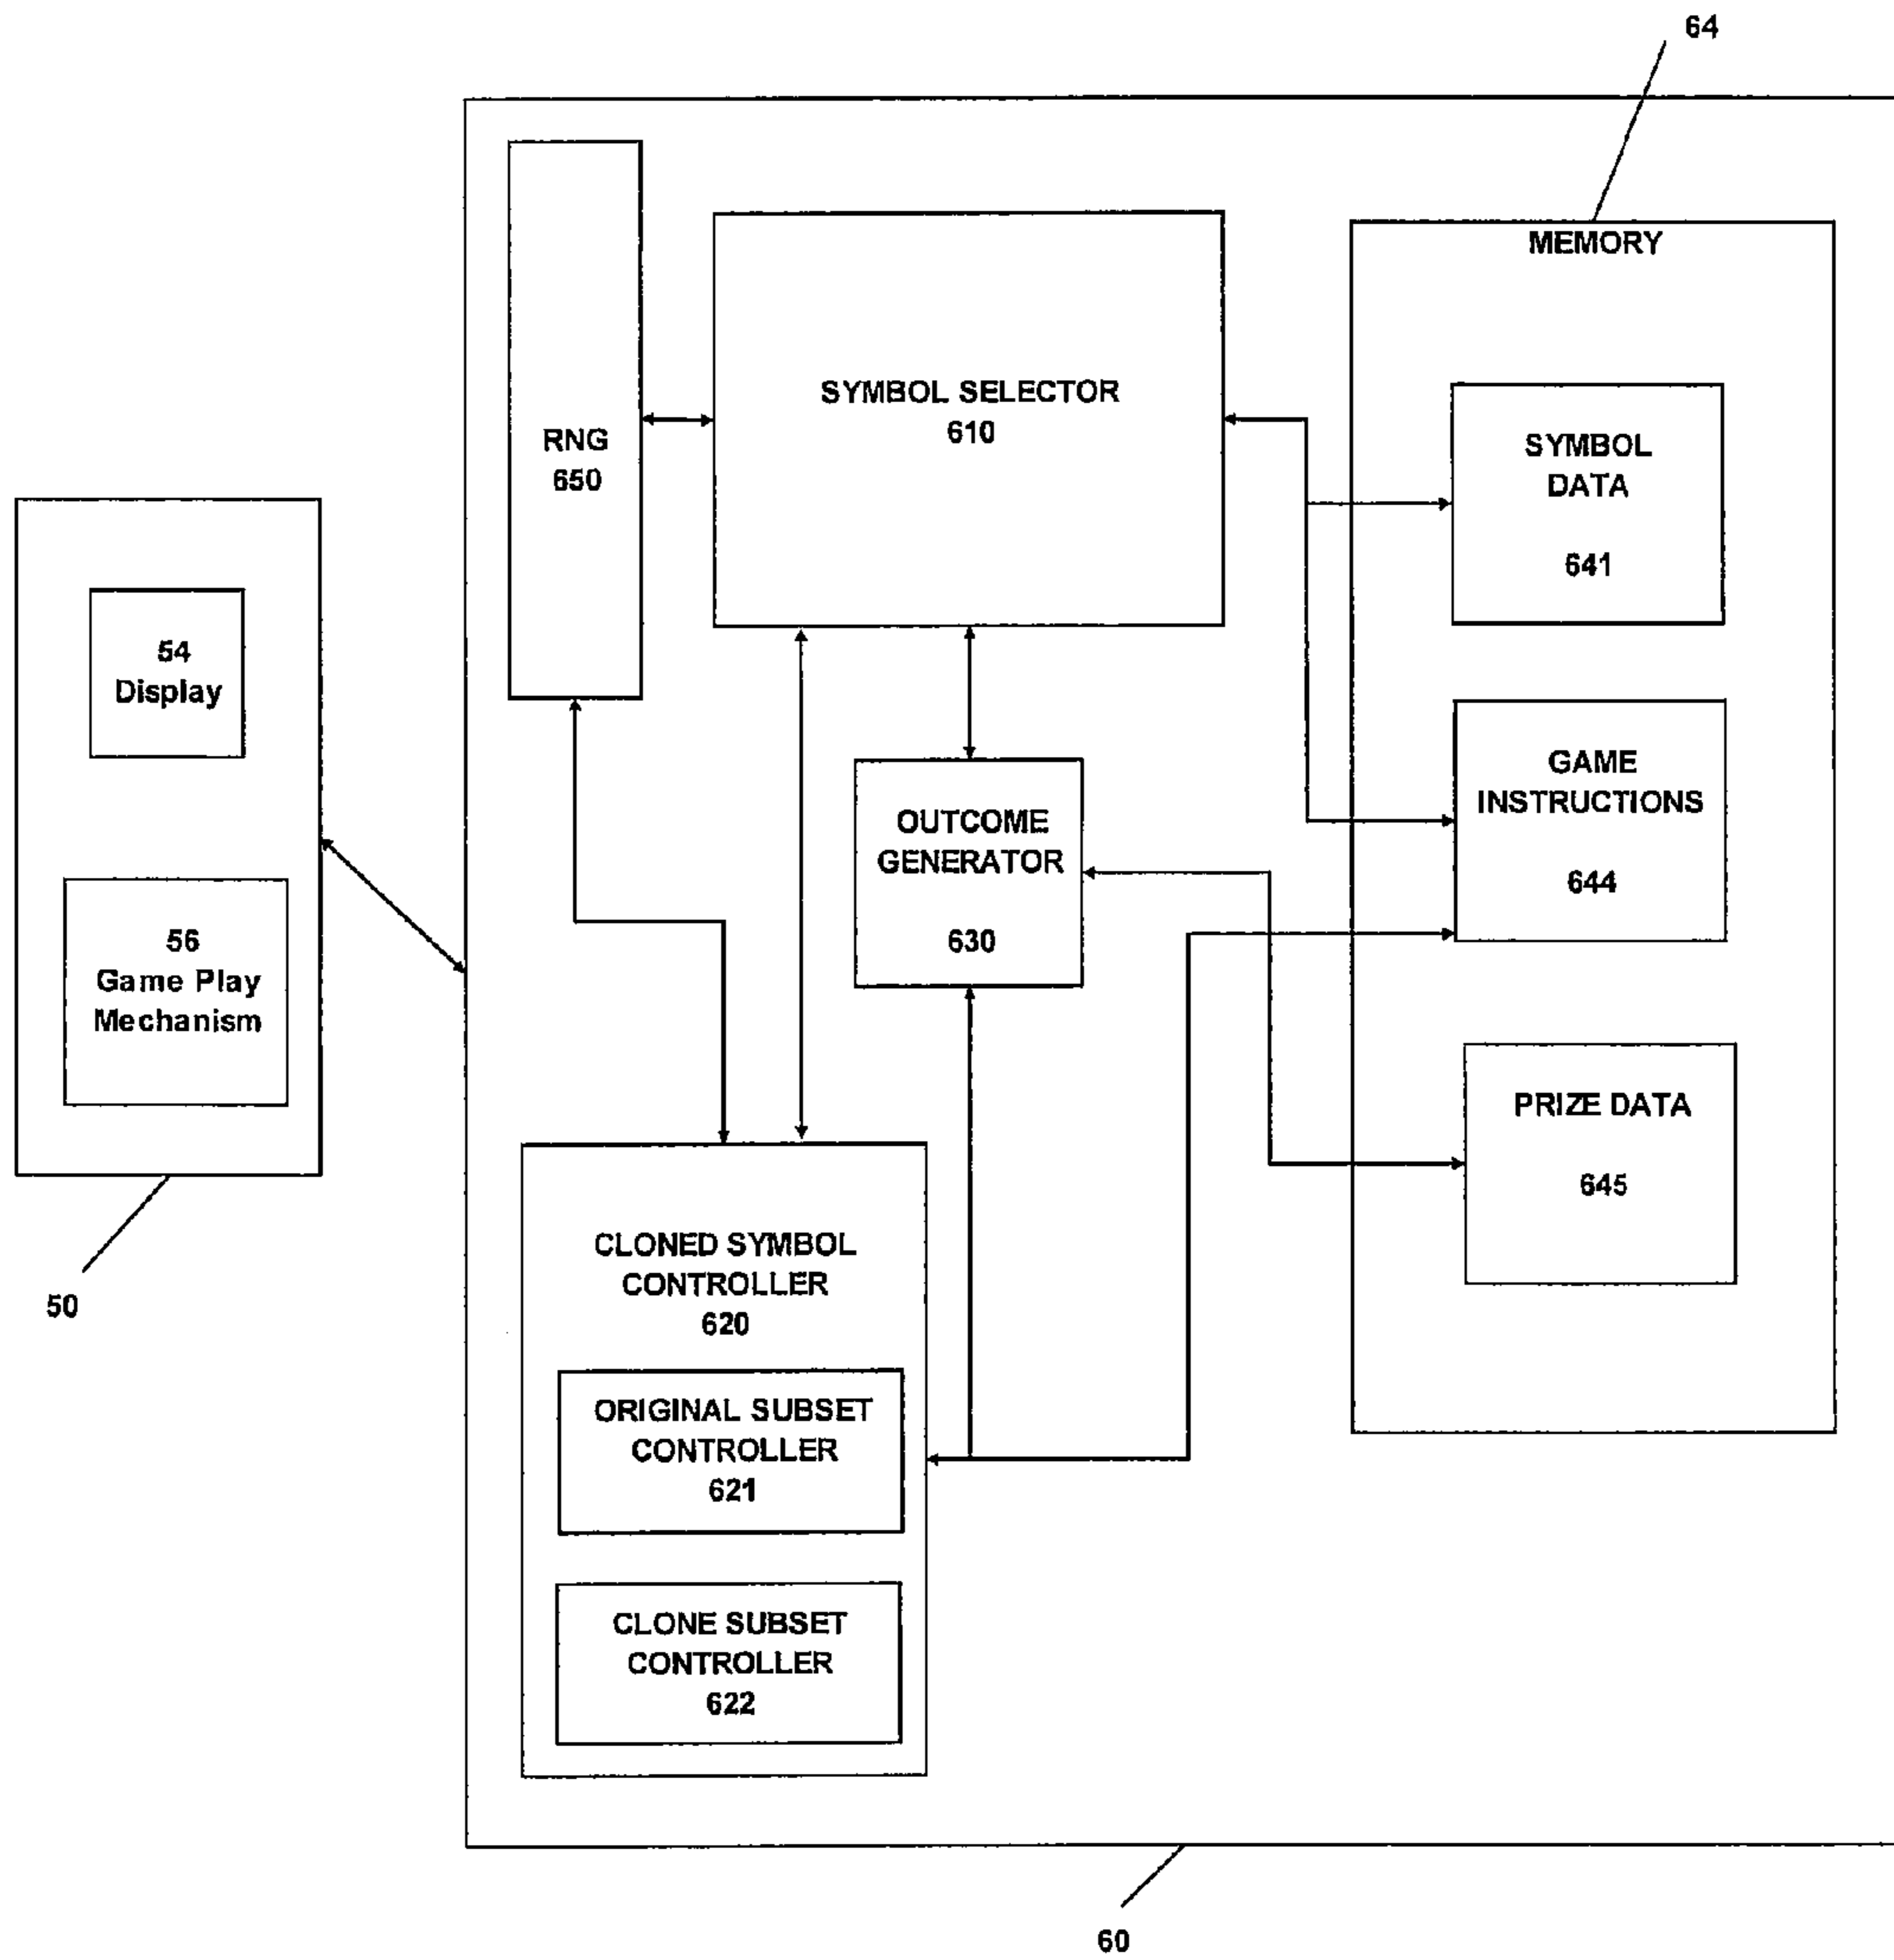 64
MEMORY
SYMBOL SELECTOR
610
RNG
650
SYMBOL
DATA
641
54
Display
GAME
INSTRUCTIONS
644
OUTCOME
GENERATOR
630
56
Game Play
Mechanism
PRIZE DATA
645
50
CLONED SYMBOL
CONTROLLER
620
ORIGINAL SUBSET
CONTROLLER
621
CLONE SUBSET
CONTROLLER
622
60